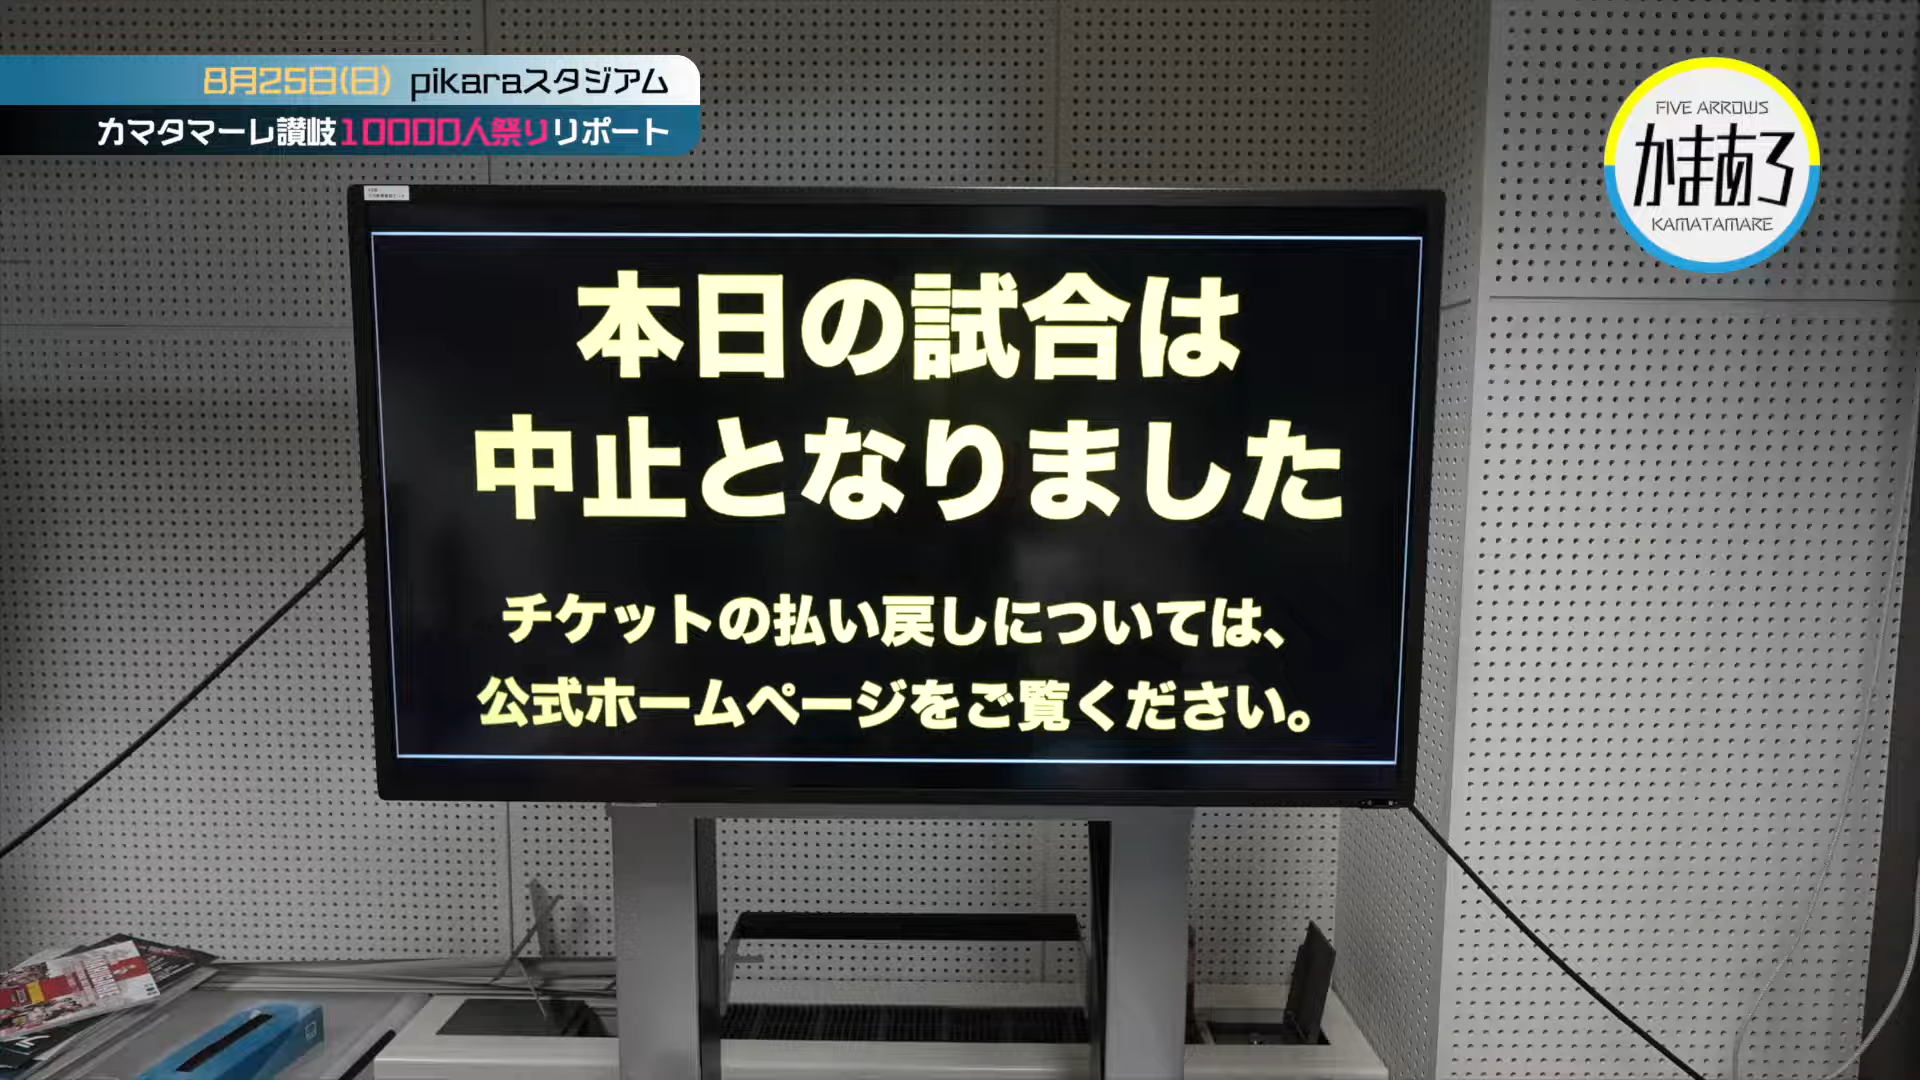 8月25日(日) pikaraスタジアム
カマタマーレ讃岐10000人祭りリポート
FIVE ARROWS
かまあろ
KAMATAMARE
本日の試合は
中止となりました
チケットの払い戻しについては、
公式ホームページをご覧ください。